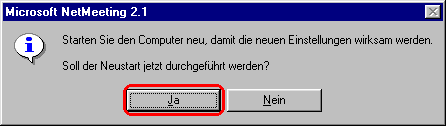 Microsoft NetMeeting 2.1
Starten Sie den Computer neu, damit die neuen Einstellungen wirksam werden.
Soll der Neustart jetzt durchgeführt werden?
Ja Nein